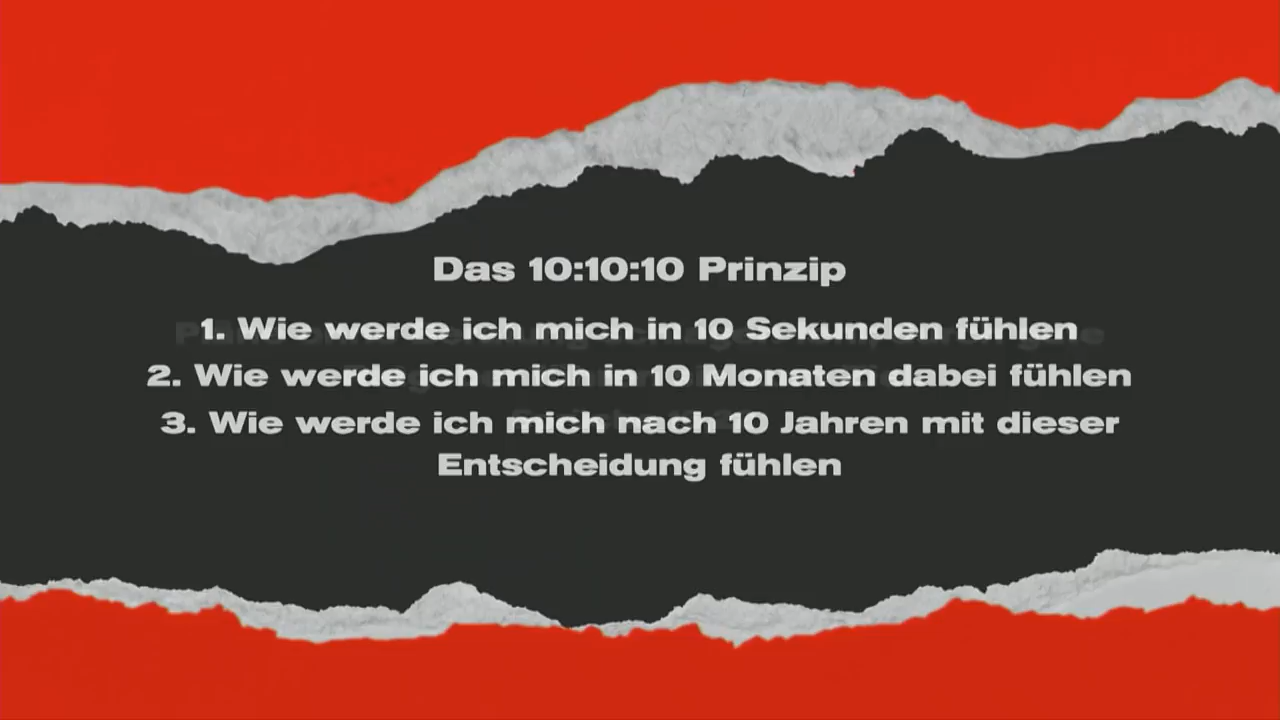 Das 10:10:10 Prinzip
1. Wie werde ich mich in 10 Sekunden fühlen
2. Wie werde ich mich in 10 Monaten dabei fühlen
3. Wie werde ich mich nach 10 Jahren mit dieser
Entscheidung fühlen